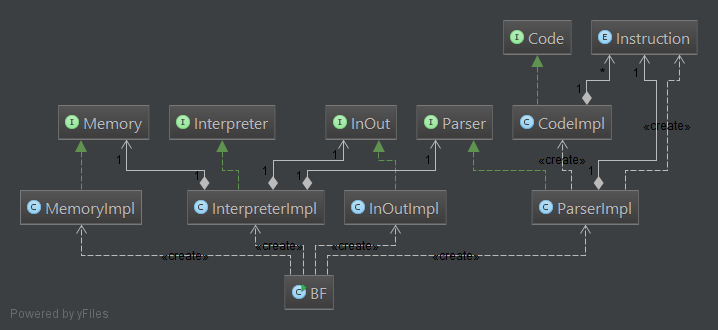 I Code
E Instruction
1 * 1
I Memory
I Interpreter
I InOut
I Parser
C CodeImpl
«create»
1 1 1 1 «create» 1
C MemoryImpl
C InterpreterImpl
C InOutImpl
C ParserImpl
«create» «create» «create» «create»
C BF
Powered by yFiles